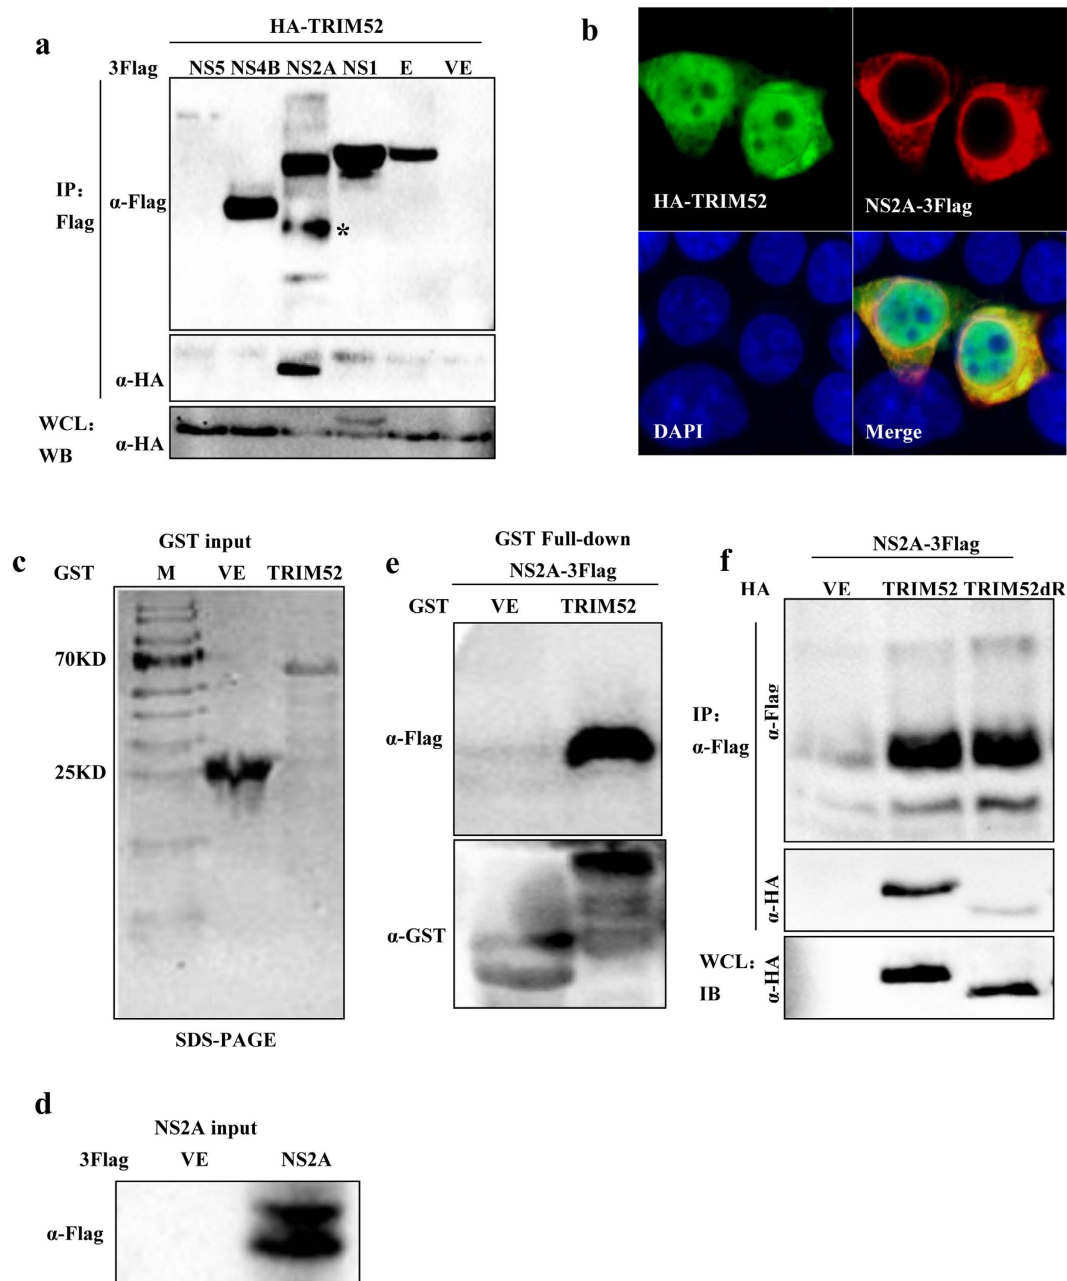 a
HA-TRIM52
3Flag NS5 NS4B NS2A NS1 E VE
IP:
Flag
α-Flag
*
α-HA
WCL:
WB
α-HA
b
HA-TRIM52
NS2A-3Flag
DAPI
Merge
c
GST input
GST M VE TRIM52
70KD
25KD
SDS-PAGE
d
NS2A input
3Flag VE NS2A
α-Flag
e
GST Full-down
NS2A-3Flag
GST VE TRIM52
α-Flag
α-GST
f
NS2A-3Flag
HA VE TRIM52 TRIM52dR
IP:
α-Flag
α-Flag
α-HA
WCL:
IB
α-HA